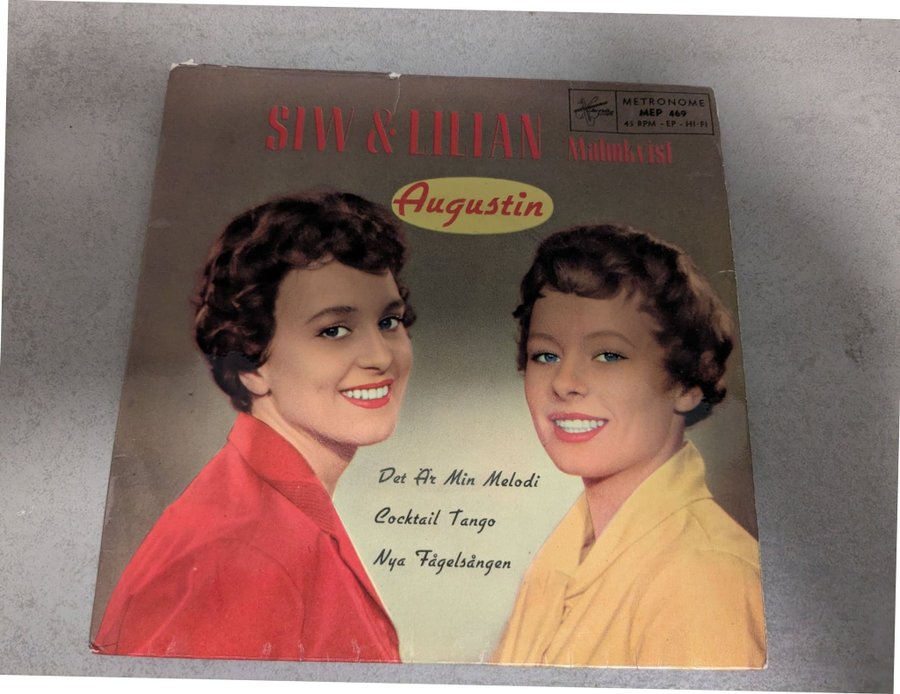 SIW & LILIAN
Malmkvist
METRONOME
MEP 469
45 RPM - EP - HI-FI
Augustin
Det Är Min Melodi
Cocktail Tango
Nya Fågelsången